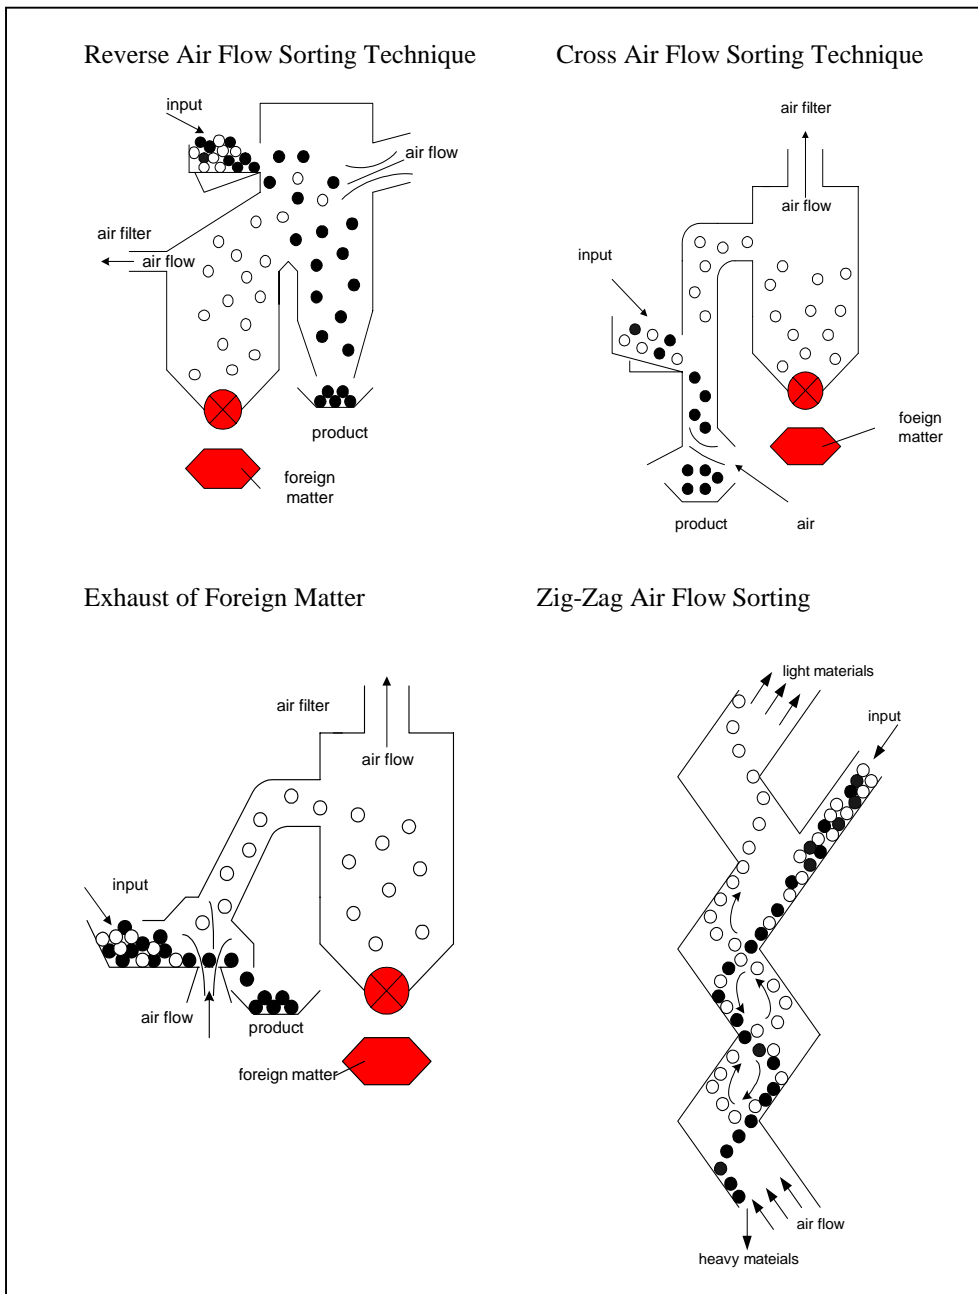 Reverse Air Flow Sorting Technique
input
air flow
air filter
air flow
product
foreign
matter
Cross Air Flow Sorting Technique
air filter
air flow
input
foeign
matter
product
air
Exhaust of Foreign Matter
air filter
air flow
input
air flow
product
foreign matter
Zig-Zag Air Flow Sorting
light materials
input
air flow
heavy mateials